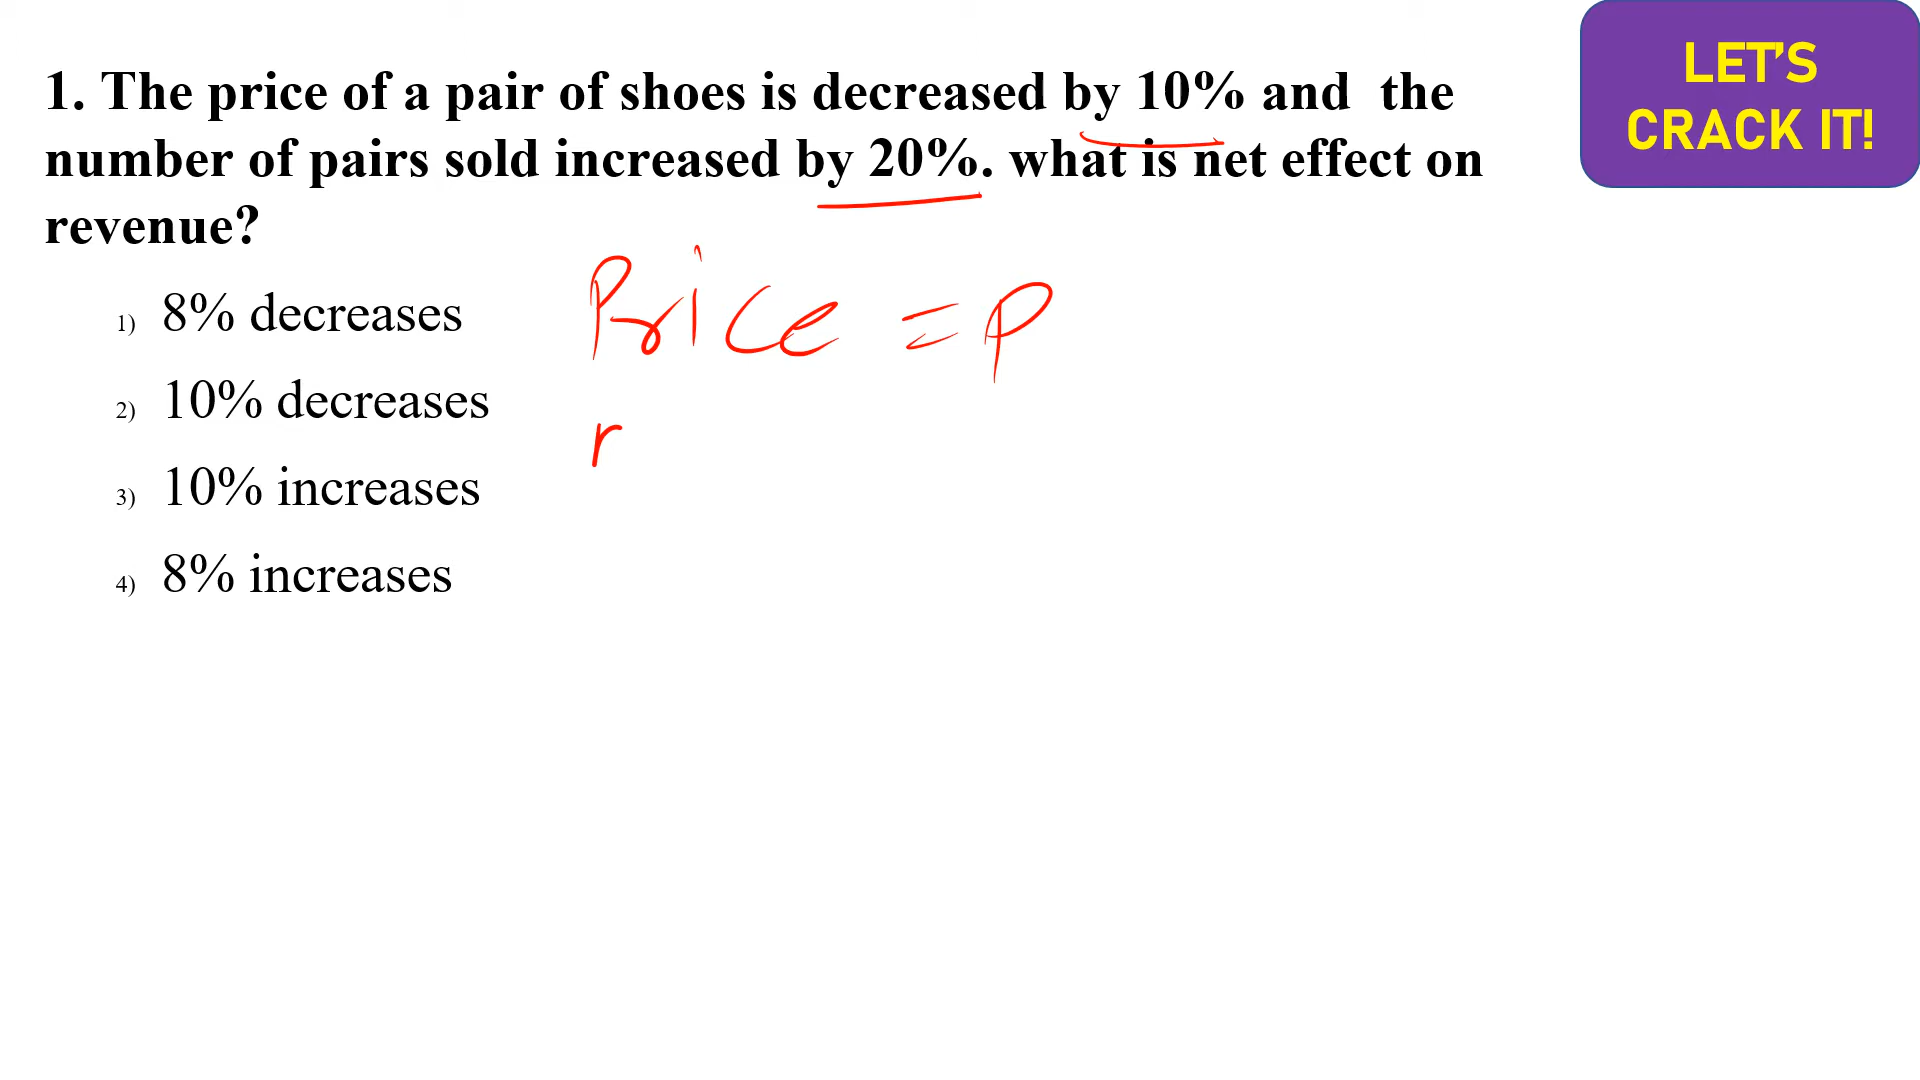 LET'S
CRACK IT!
1. The price of a pair of shoes is decreased by 10% and the
number of pairs sold increased by 20%. what is net effect on
revenue?
1) 8% decreases
2) 10% decreases
3) 10% increases
4) 8% increases
Price = P
r